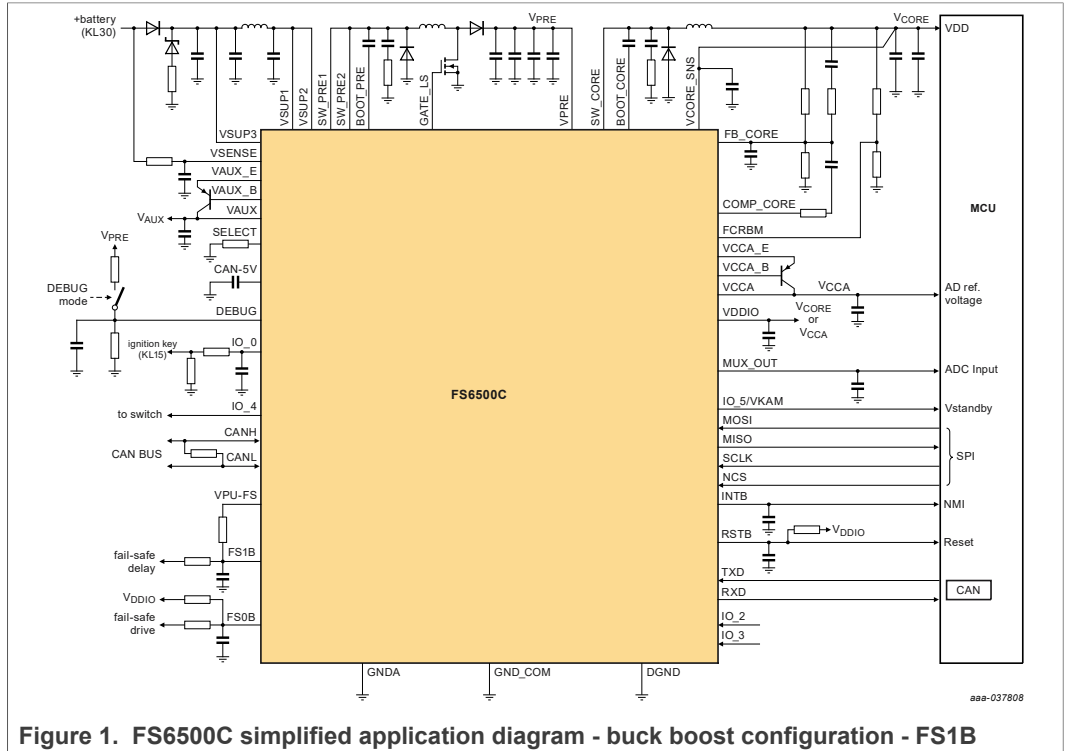 +battery
(KL30)
VPRE
VCORE
VSUP1
VSUP2
SW_PRE1
SW_PRE2
BOOT_PRE
GATE_LS
VPRE
SW_CORE
BOOT_CORE
VCORE_SNS
VDD
VSUP3
VSENSE
VAUX_E
VAUX_B
VAUX
VAUX
SELECT
VPRE
CAN-5V
DEBUG
mode
DEBUG
ignition key
(KL15)
IO_0
to switch
IO_4
CANH
CAN BUS
CANL
VPU-FS
fail-safe
delay
FS1B
VDDIO
fail-safe
drive
FS0B
FS6500C
GNDA
GND_COM
DGND
FB_CORE
COMP_CORE
FCRBM
VCCA_E
VCCA_B
VCCA
VCCA
VDDIO
VCORE
or
VCCA
MUX_OUT
IO_5/VKAM
MOSI
MISO
SCLK
NCS
INTB
RSTB
VDDIO
TXD
RXD
IO_2
IO_3
MCU
AD ref.
voltage
ADC Input
Vstandby
SPI
NMI
Reset
CAN
aaa-037808
Figure 1. FS6500C simplified application diagram - buck boost configuration - FS1B